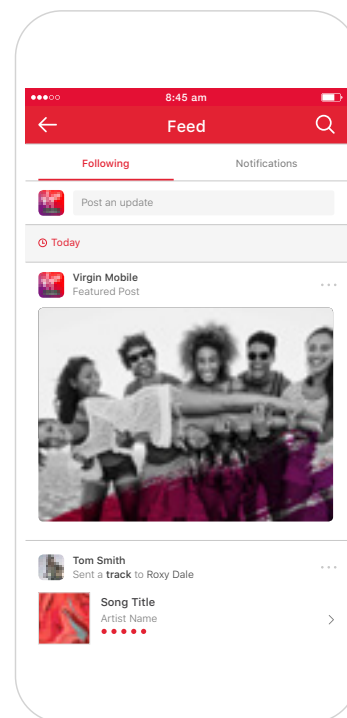 8:45 am
Feed
Following Notifications
Post an update
Today
Virgin Mobile
Featured Post
Tom Smith
Sent a track to Roxy Dale
Song Title
Artist Name